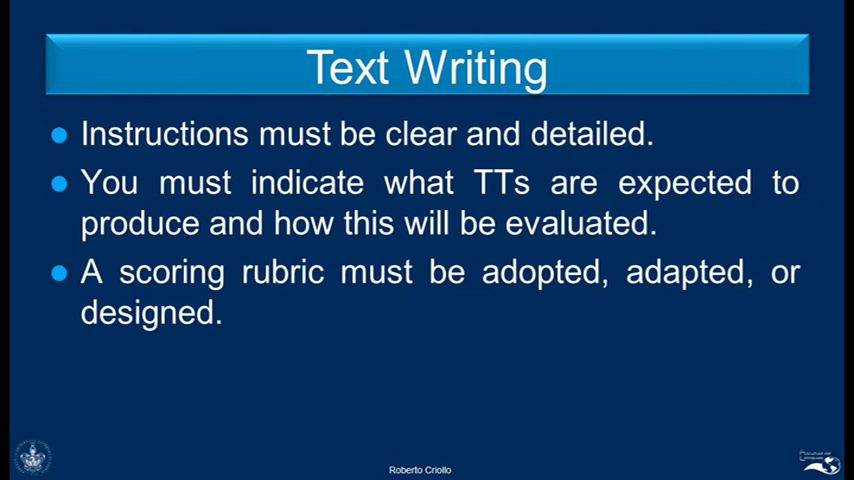 Text Writing
Instructions must be clear and detailed.
You must indicate what TTs are expected to
produce and how this will be evaluated.
A scoring rubric must be adopted, adapted, or
designed.
Roberto Criollo